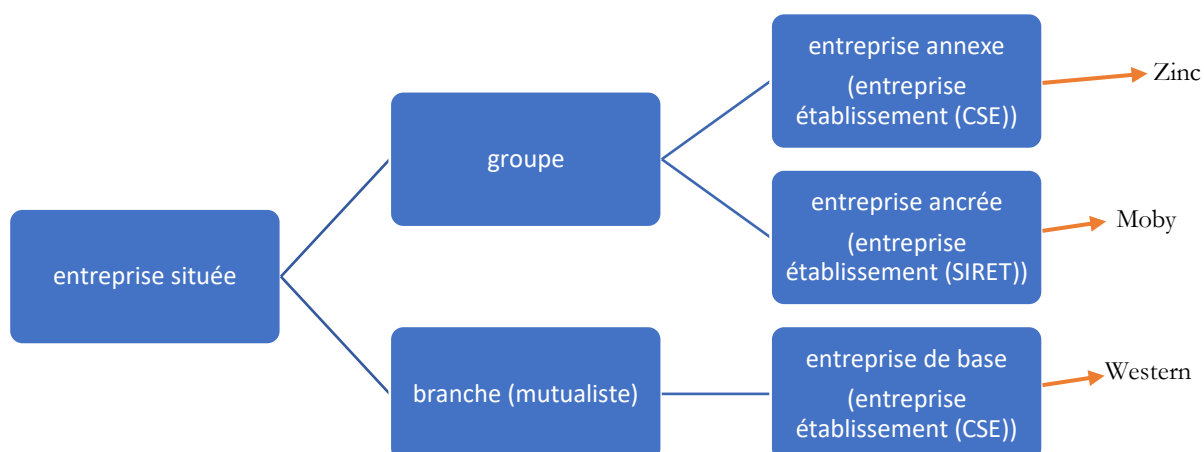 entreprise située
groupe
branche (mutualiste)
entreprise annexe
(entreprise
établissement (CSE))
entreprise ancrée
(entreprise
établissement (SIRET))
entreprise de base
(entreprise
établissement (CSE))
Zinc
Moby
Western